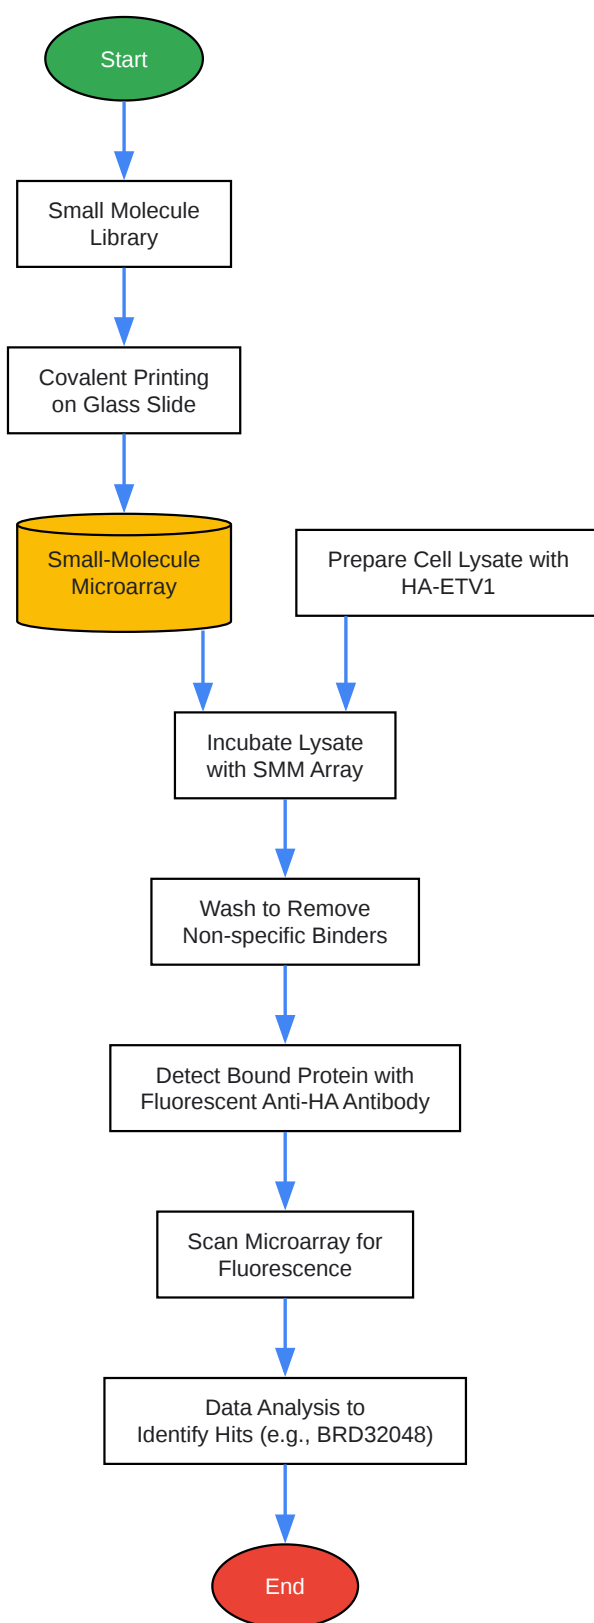 Start
Small Molecule
Library
Covalent Printing
on Glass Slide
Small-Molecule
Microarray
Prepare Cell Lysate with
HA-ETV1
Incubate Lysate
with SMM Array
Wash to Remove
Non-specific Binders
Detect Bound Protein with
Fluorescent Anti-HA Antibody
Scan Microarray for
Fluorescence
Data Analysis to
Identify Hits (e.g., BRD32048)
End